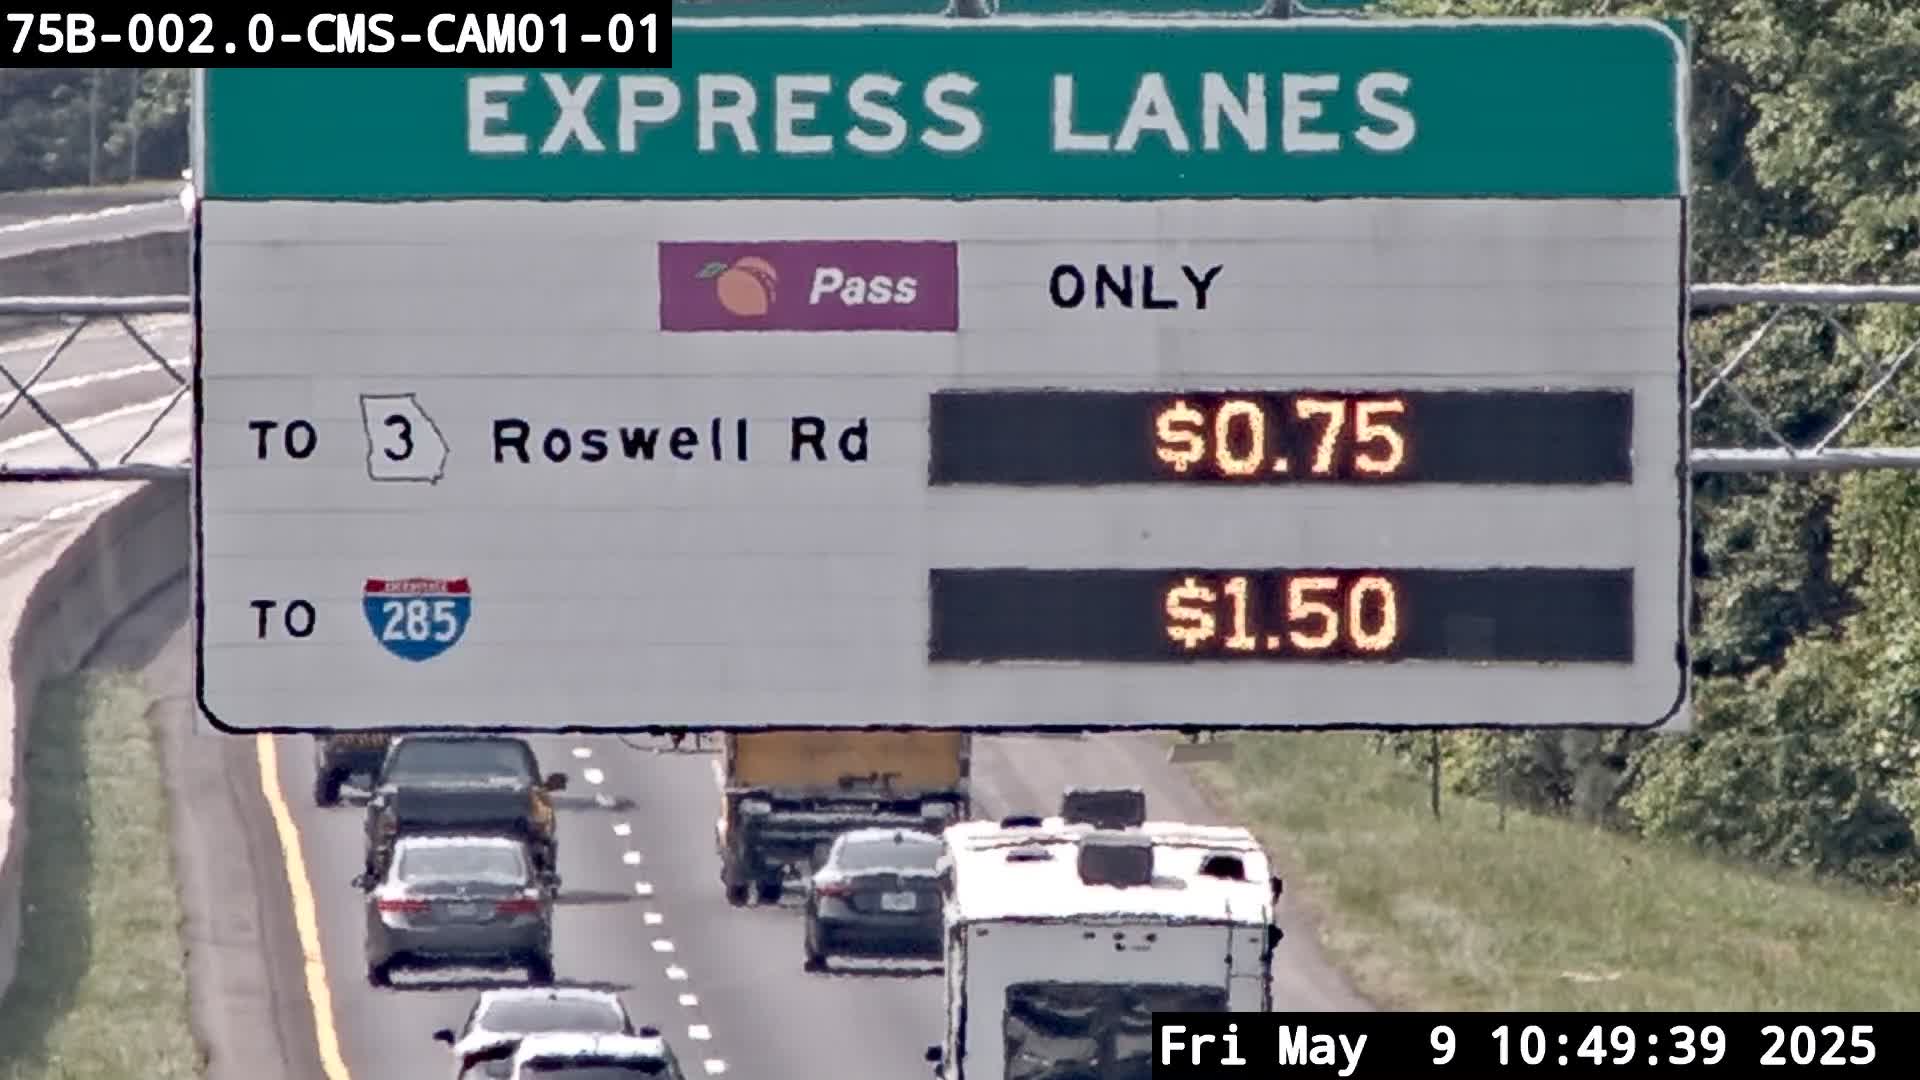 75B-002.0-CMS-CAM01-01
EXPRESS LANES
Pass ONLY
TO 3 Roswell Rd $0.75
TO INTERSTATE 285 $1.50
Fri May 9 10:49:39 2025